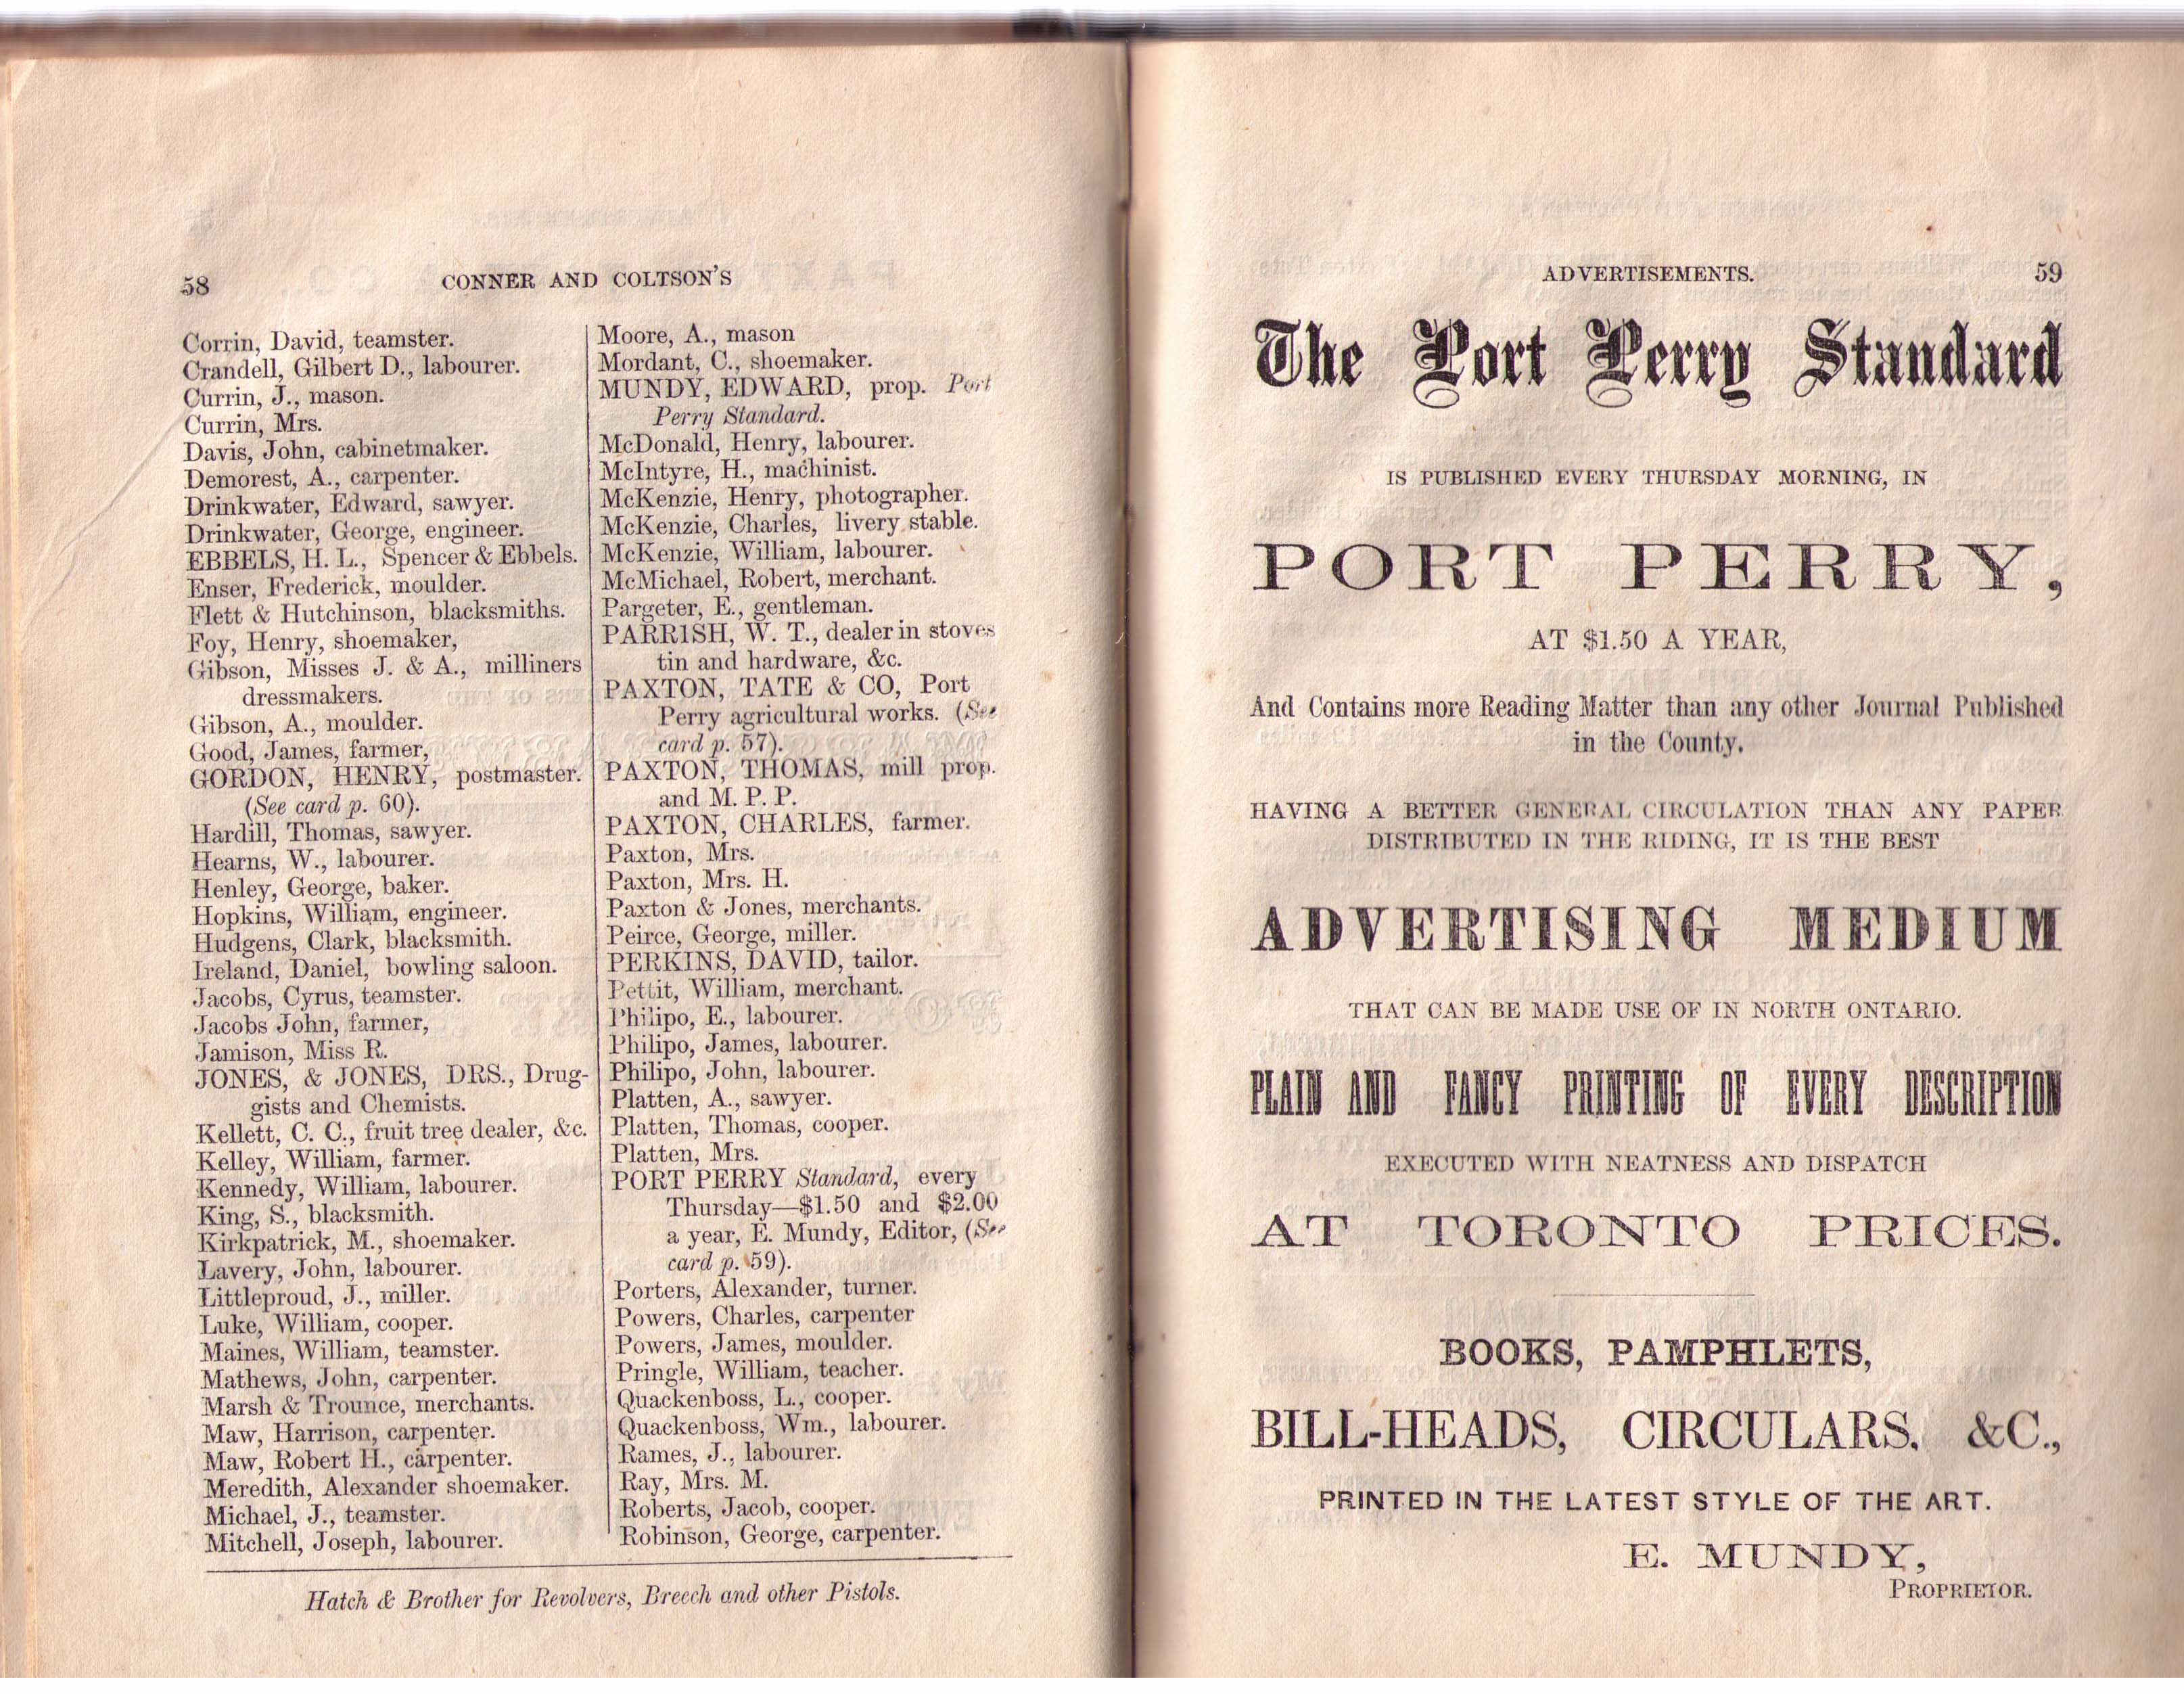 58
CONNER AND COLTSON'S
Corrin, David, teamster.
Crandell, Gilbert D., labourer.
Currin, J., mason.
Currin, Mrs.
Davis, John, cabinetmaker.
Demorest, A., carpenter.
Drinkwater, Edward, sawyer.
Drinkwater, George, engineer.
EBBELS, H. L., Spencer & Ebbels.
Enser, Frederick, moulder.
Flett & Hutchinson, blacksmiths.
Foy, Henry, shoemaker,
Gibson, Misses J. & A., milliners
dressmakers.
Gibson, A., moulder.
Good, James, farmer,
GORDON, HENRY, postmaster.
(See card p. 60).
Hardill, Thomas, sawyer.
Hearns, W., labourer.
Henley, George, baker.
Hopkins, William, engineer.
Hudgens, Clark, blacksmith.
Ireland, Daniel, bowling saloon.
Jacobs, Cyrus, teamster.
Jacobs John, farmer,
Jamison, Miss R.
JONES, & JONES, DRS., Drug-
gists and Chemists.
Kellett, C. C., fruit tree dealer, &c.
Kelley, William, farmer.
Kennedy, William, labourer.
King, S., blacksmith.
Kirkpatrick, M., shoemaker.
Lavery, John, labourer.
Littleproud, J., miller.
Luke, William, cooper.
Maines, William, teamster.
Mathews, John, carpenter.
Marsh & Trounce, merchants.
Maw, Harrison, carpenter.
Maw, Robert H., carpenter.
Meredith, Alexander shoemaker.
Michael, J., teamster.
Mitchell, Joseph, labourer.
Moore, A., mason
Mordant, C., shoemaker.
MUNDY, EDWARD, prop. Port
Perry Standard.
McDonald, Henry, labourer.
McIntyre, H., machinist.
McKenzie, Henry, photographer.
McKenzie, Charles, livery stable.
McKenzie, William, labourer.
McMichael, Robert, merchant.
Pargeter, E., gentleman.
PARRISH, W. T., dealer in stoves
tin and hardware, &c.
PAXTON, TATE & CO, Port
Perry agricultural works. (See
card p. 57).
PAXTON, THOMAS, mill prop.
and M. P. P.
PAXTON, CHARLES, farmer.
Paxton, Mrs.
Paxton, Mrs. H.
Paxton & Jones, merchants.
Peirce, George, miller.
PERKINS, DAVID, tailor.
Pettit, William, merchant.
Philipo, E., labourer.
Philipo, James, labourer.
Philipo, John, labourer.
Platten, A., sawyer.
Platten, Thomas, cooper.
Platten, Mrs.
PORT PERRY Standard, every
Thursday—$1.50 and $2.00
a year, E. Mundy, Editor, (See
card p. 59).
Porters, Alexander, turner.
Powers, Charles, carpenter
Powers, James, moulder.
Pringle, William, teacher.
Quackenboss, L., cooper.
Quackenboss, Wm., labourer.
Rames, J., labourer.
Ray, Mrs. M.
Roberts, Jacob, cooper.
Robinson, George, carpenter.
Hatch & Brother for Revolvers, Breech and other Pistols.
ADVERTISEMENTS.
59
The Port Perry Standard
IS PUBLISHED EVERY THURSDAY MORNING, IN
PORT PERRY,
AT $1.50 A YEAR,
And Contains more Reading Matter than any other Journal Published
in the County.
HAVING A BETTER GENERAL CIRCULATION THAN ANY PAPER
DISTRIBUTED IN THE RIDING, IT IS THE BEST
ADVERTISING MEDIUM
THAT CAN BE MADE USE OF IN NORTH ONTARIO.
PLAIN AND FANCY PRINTING OF EVERY DESCRIPTION
EXECUTED WITH NEATNESS AND DISPATCH
AT TORONTO PRICES.
BOOKS, PAMPHLETS,
BILL-HEADS, CIRCULARS, &C.,
PRINTED IN THE LATEST STYLE OF THE ART.
E. MUNDY,
PROPRIETOR.